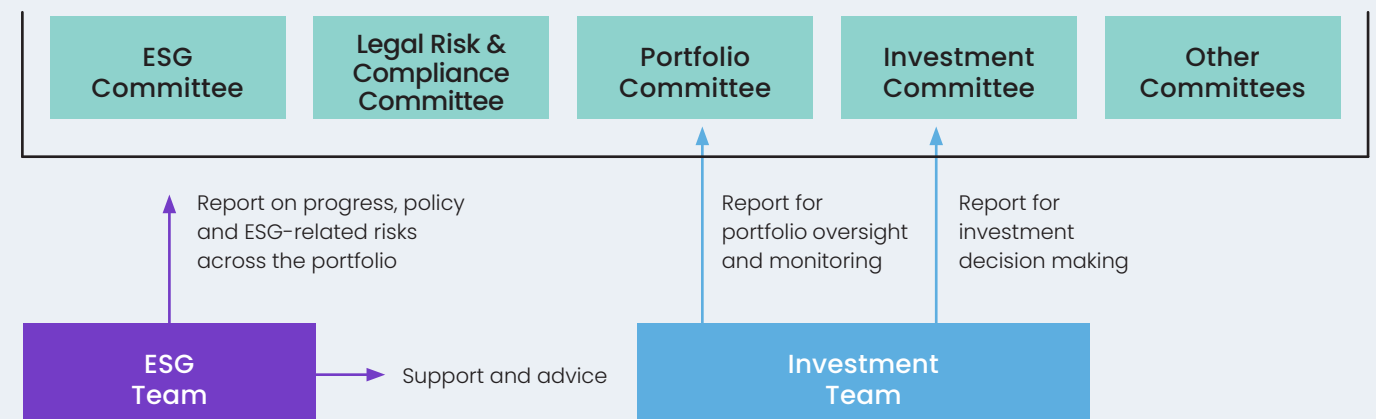 ESG
Committee
Legal Risk &
Compliance
Committee
Portfolio
Committee
Investment
Committee
Other
Committees
Report on progress, policy
and ESG-related risks
across the portfolio
Report for
portfolio oversight
and monitoring
Report for
investment
decision making
ESG
Team
Support and advice
Investment
Team